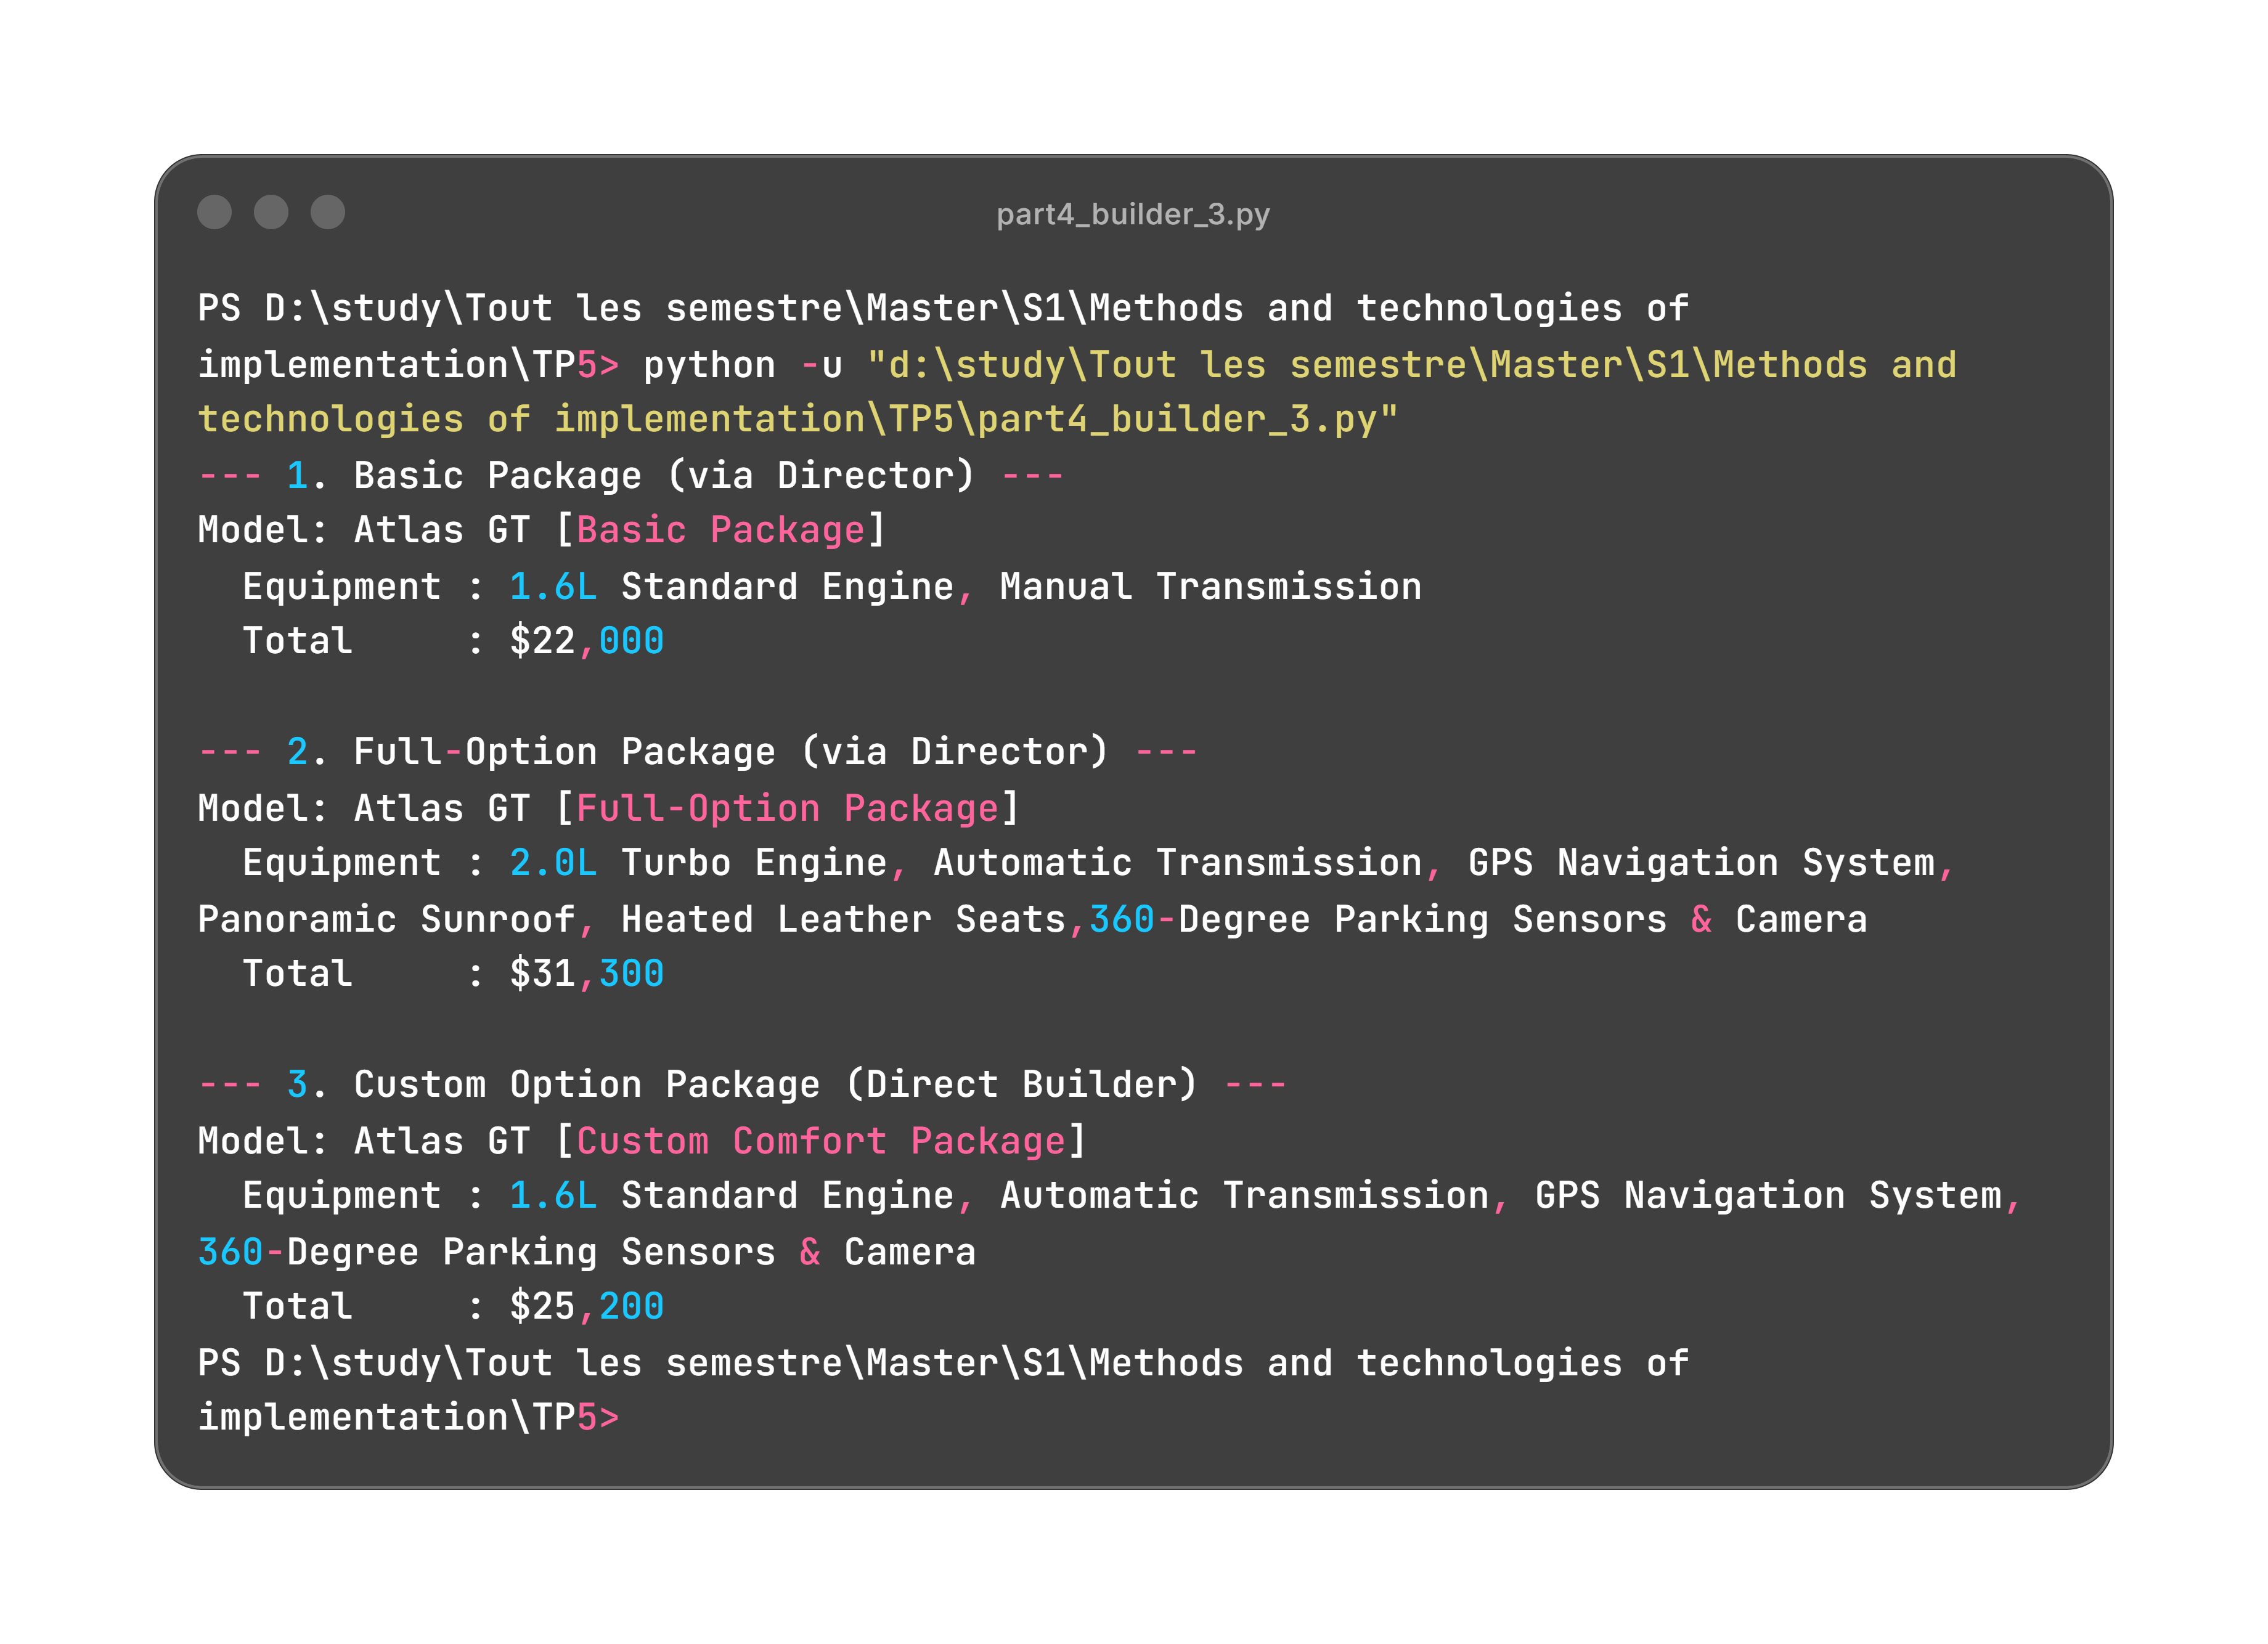 part4_builder_3.py
PS D:\study\Tout les semestre\Master\S1\Methods and technologies of
implementation\TP5> python -u "d:\study\Tout les semestre\Master\S1\Methods and
technologies of implementation\TP5\part4_builder_3.py"
--- 1. Basic Package (via Director) ---
Model: Atlas GT [Basic Package]
  Equipment : 1.6L Standard Engine, Manual Transmission
  Total     : $22,000
--- 2. Full-Option Package (via Director) ---
Model: Atlas GT [Full-Option Package]
  Equipment : 2.0L Turbo Engine, Automatic Transmission, GPS Navigation System,
Panoramic Sunroof, Heated Leather Seats,360-Degree Parking Sensors & Camera
  Total     : $31,300
--- 3. Custom Option Package (Direct Builder) ---
Model: Atlas GT [Custom Comfort Package]
  Equipment : 1.6L Standard Engine, Automatic Transmission, GPS Navigation System,
360-Degree Parking Sensors & Camera
  Total     : $25,200
PS D:\study\Tout les semestre\Master\S1\Methods and technologies of
implementation\TP5>